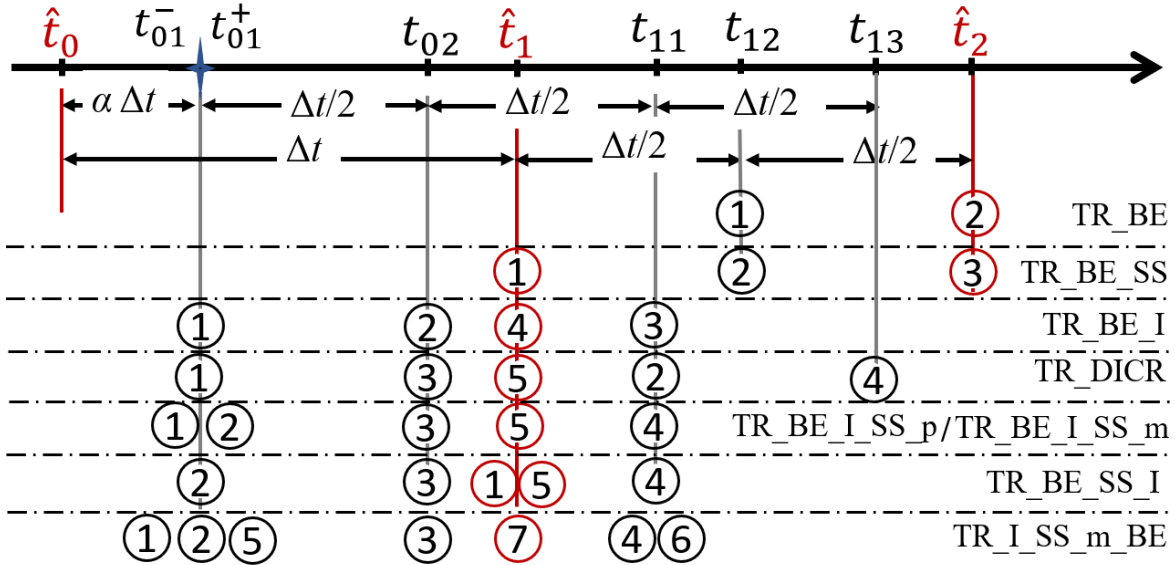 t̂₀ t₀₁⁻ t₀₁⁺ t₀₂ t̂₁ t₁₁ t₁₂ t₁₃ t̂₂
α Δt Δt/2 Δt/2 Δt/2
Δt Δt/2 Δt/2
① ② TR_BE
① ② ③ TR_BE_SS
① ② ④ ③ TR_BE_I
① ③ ⑤ ② ④ TR_DICR
① ② ③ ⑤ ④ TR_BE_I_SS_p/TR_BE_I_SS_m
② ③ ① ⑤ ④ TR_BE_SS_I
① ② ⑤ ③ ⑦ ④ ⑥ TR_I_SS_m_BE